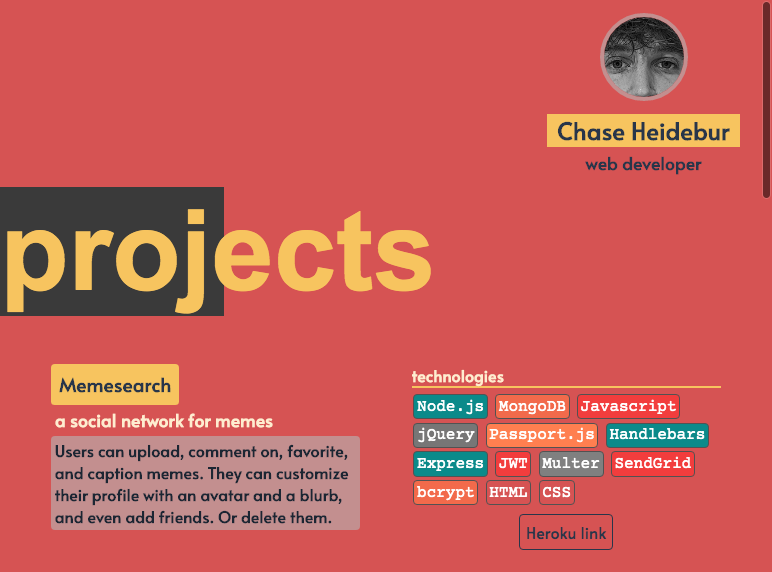 Chase Heidebur
web developer
projects
Memesearch
a social network for memes
Users can upload, comment on, favorite,
and caption memes. They can customize
their profile with an avatar and a blurb,
and even add friends. Or delete them.
technologies
Node.js MongoDB Javascript
jQuery Passport.js Handlebars
Express JWT Multer SendGrid
bcrypt HTML CSS
Heroku link